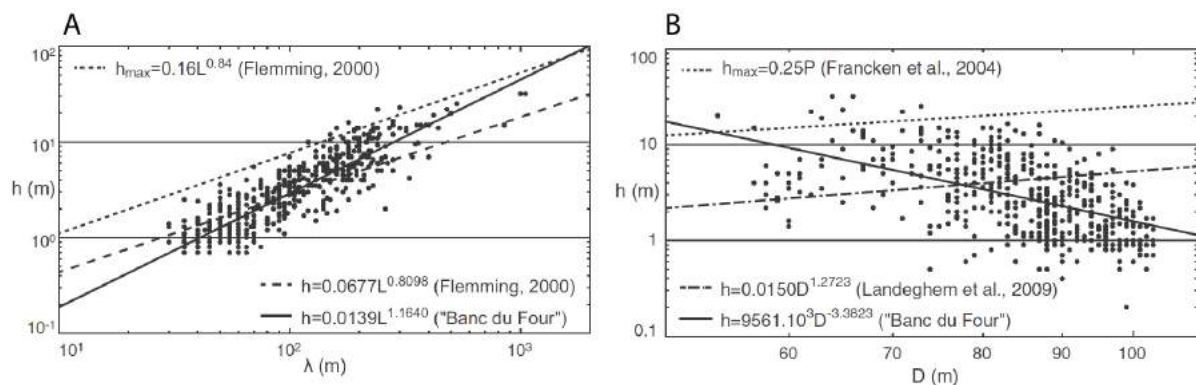 A
B
10^2
h_max=0.16L^0.84 (Flemming, 2000)
10^1
h (m)
10^0
h=0.0677L^0.8098 (Flemming, 2000)
h=0.0139L^1.1640 ("Banc du Four")
10^-1
10^1
10^2
10^3
λ (m)
100
h_max=0.25P (Francken et al., 2004)
10
h (m)
1
h=0.0150D^1.2723 (Landeghem et al., 2009)
h=9561.10^3D^-3.3823 ("Banc du Four")
0.1
60
70
80
90
100
D (m)